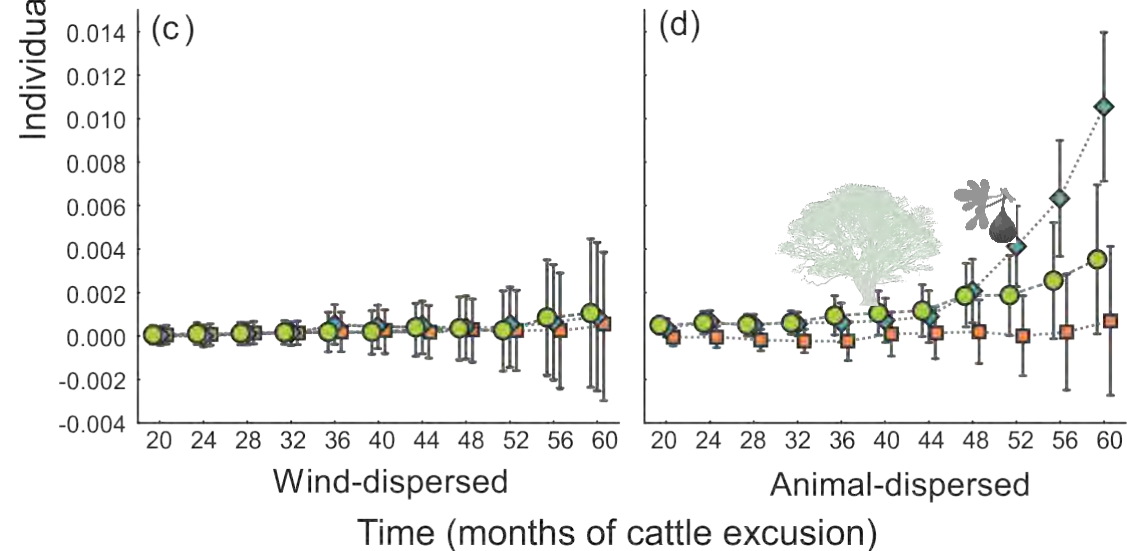 Individua
(c)
0.014
0.012
0.010
0.008
0.006
0.004
0.002
0.000
-0.002
-0.004
20 24 28 32 36 40 44 48 52 56 60
Wind-dispersed
(d)
20 24 28 32 36 40 44 48 52 56 60
Animal-dispersed
Time (months of cattle excusion)